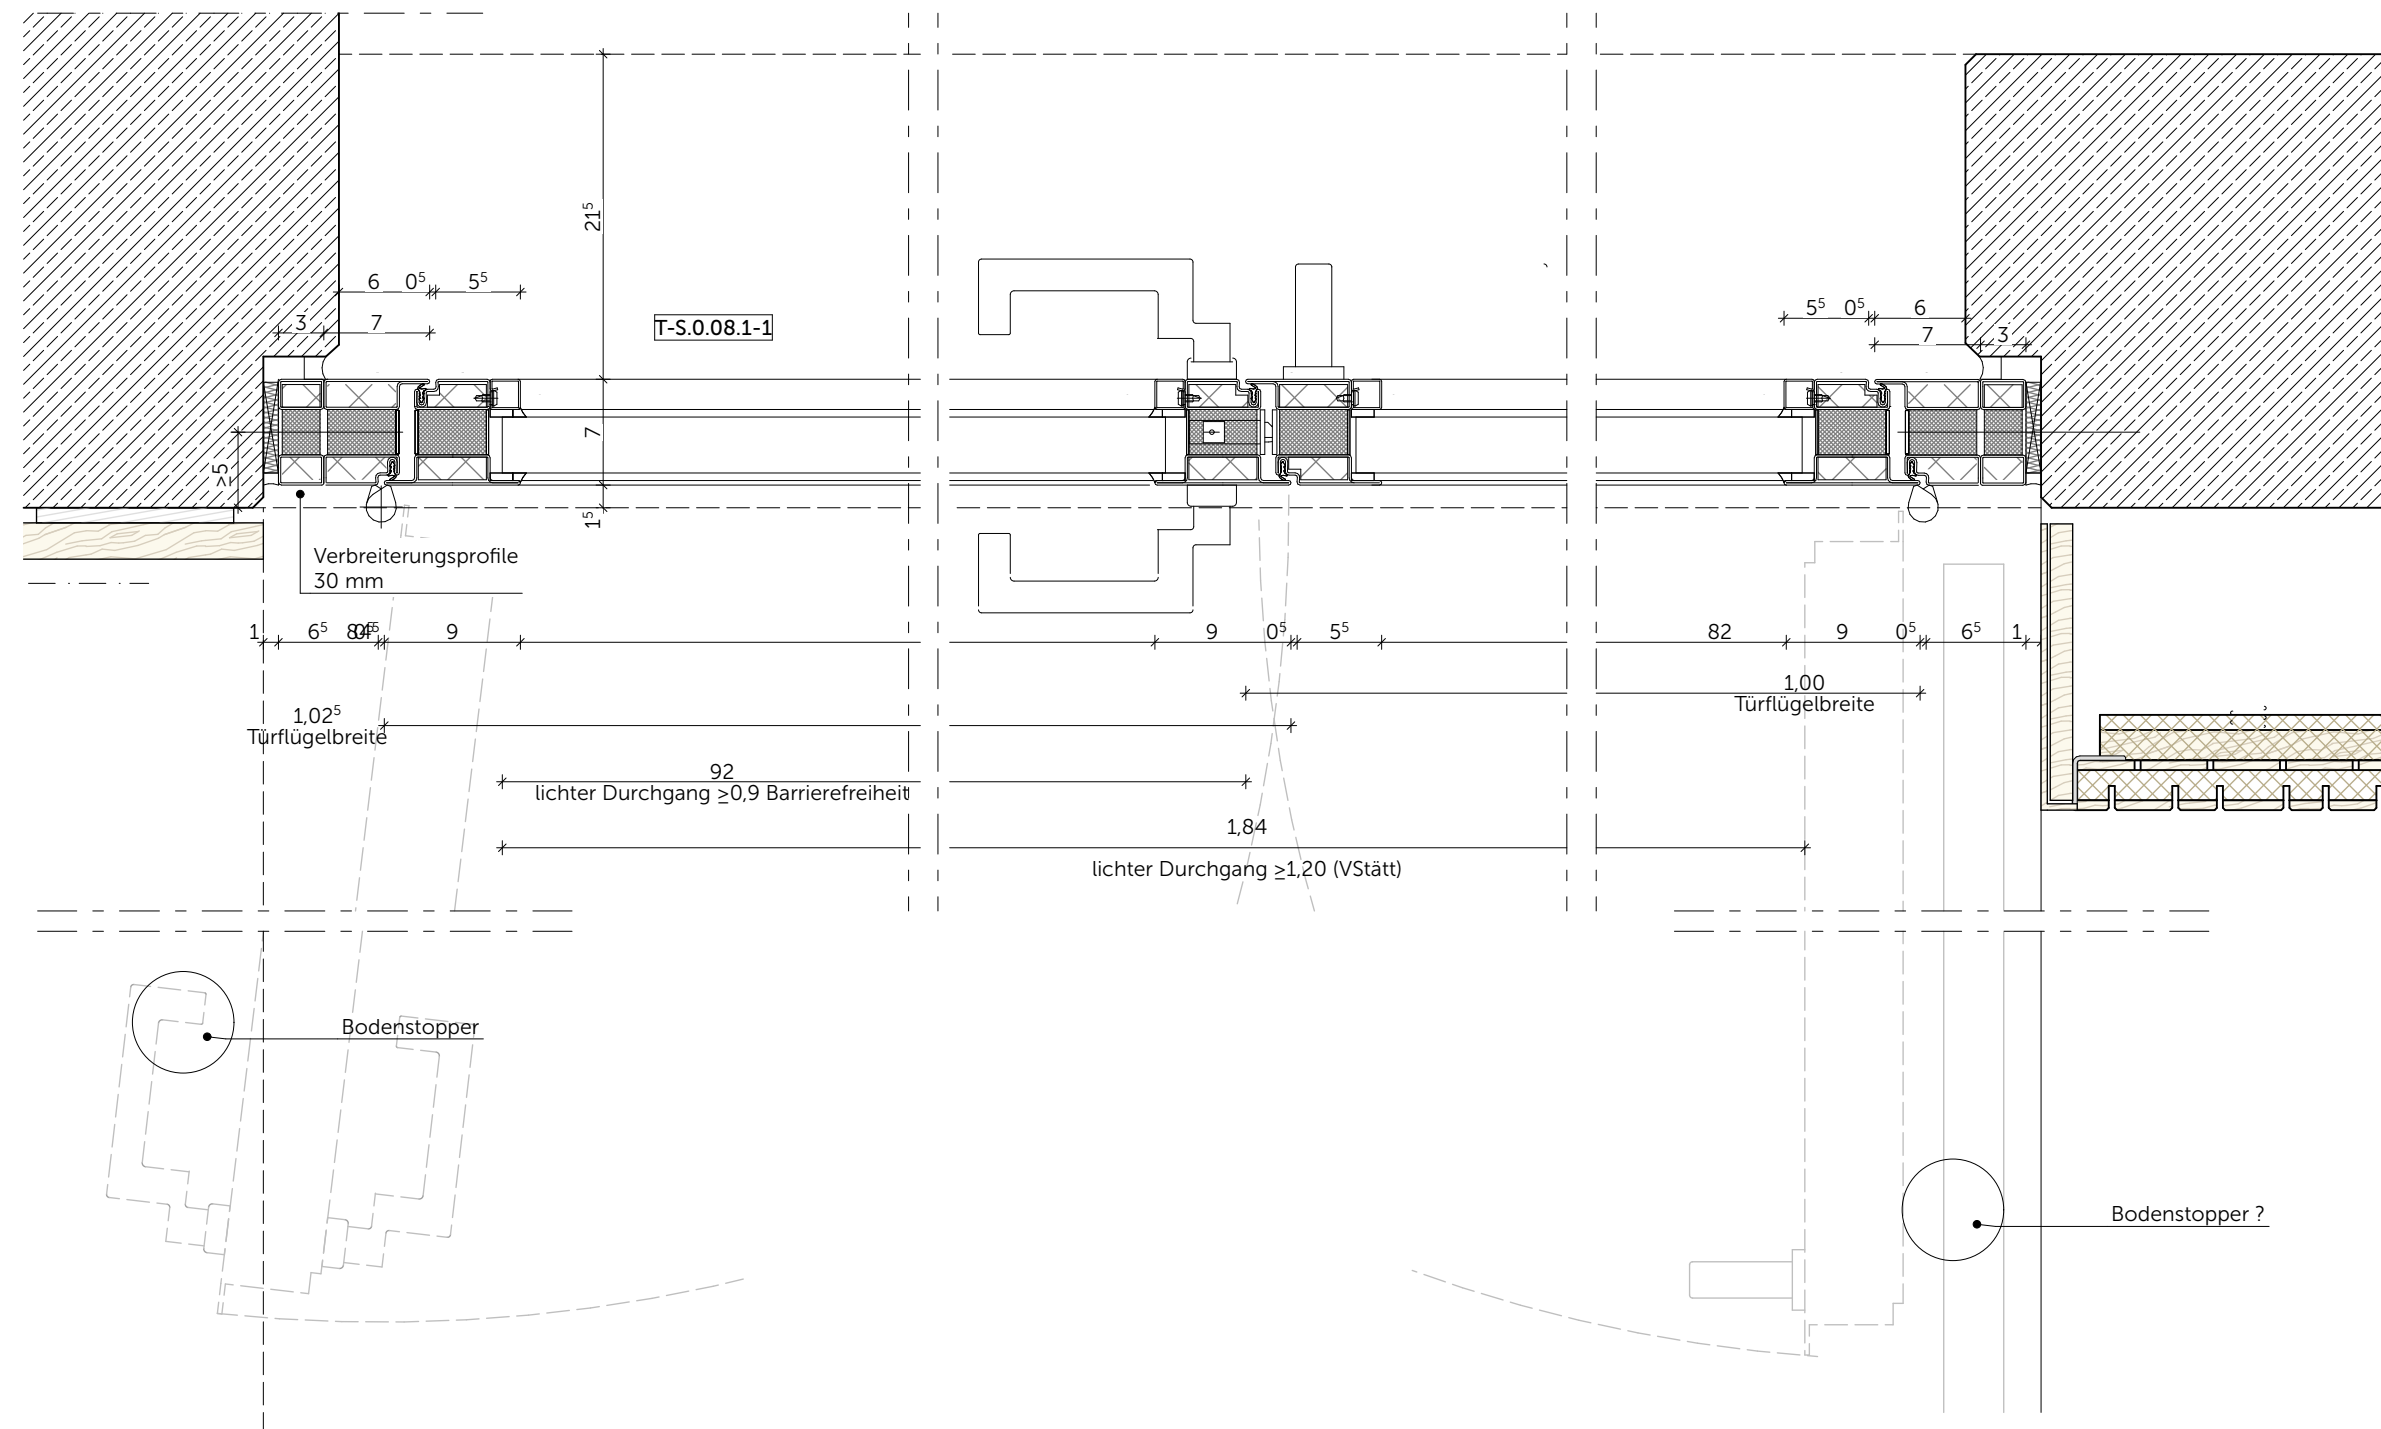 21⁵
6 0⁵ 5⁵
3 7
T-S.0.08.1-1
5⁵ 0⁵ 6
7 3
≥5
7
1⁵
Verbreiterungsprofile
30 mm
1 6⁵ 84⁵ 0⁵ 9 9 0⁵ 5⁵ 82 9 0⁵ 6⁵ 1
1,00
Türflügelbreite
1,02⁵
Türflügelbreite
92
lichter Durchgang ≥0,9 Barrierefreiheit
1,84
lichter Durchgang ≥1,20 (VStätt)
Bodenstopper
Bodenstopper ?